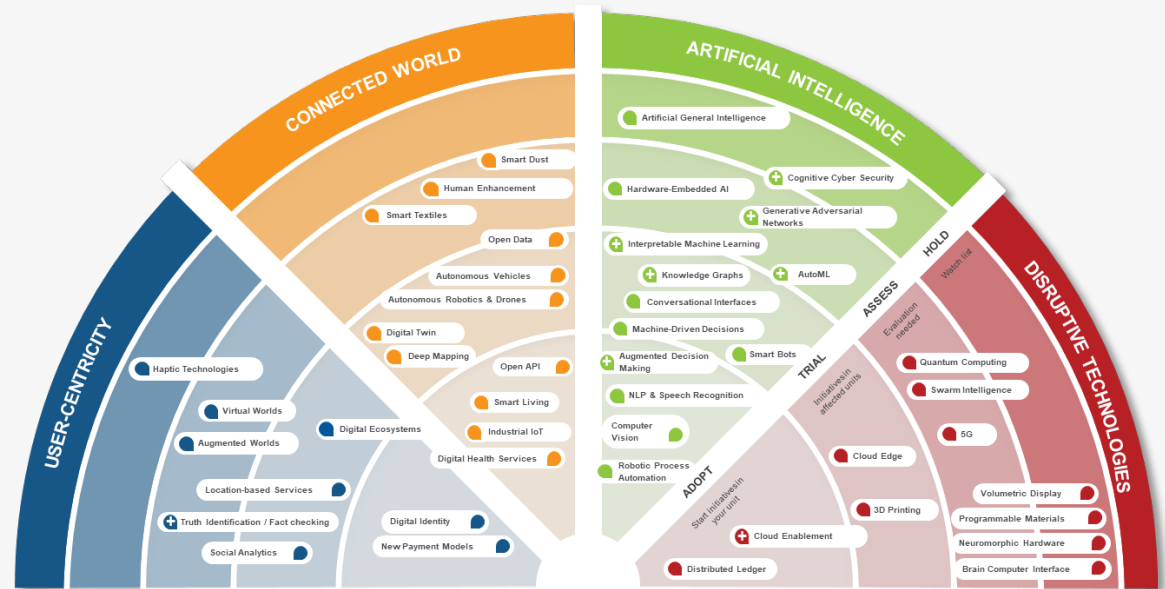 CONNECTED WORLD
ARTIFICIAL INTELLIGENCE
USER-CENTRICITY
DISRUPTIVE TECHNOLOGIES
Smart Dust
Human Enhancement
Smart Textiles
Open Data
Autonomous Vehicles
Autonomous Robotics & Drones
Digital Twin
Deep Mapping
Open API
Smart Living
Industrial IoT
Digital Health Services
Artificial General Intelligence
Cognitive Cyber Security
Hardware-Embedded AI
Generative Adversarial
Networks
Interpretable Machine Learning
Knowledge Graphs
AutoML
Conversational Interfaces
Machine-Driven Decisions
Smart Bots
Augmented Decision
Making
NLP & Speech Recognition
Computer
Vision
Robotic Process
Automation
HOLD
ASSESS
TRIAL
ADOPT
Watch list
Evaluation
needed
Initiativesin
affected units
Start initiativesin
your unit
Haptic Technologies
Virtual Worlds
Augmented Worlds
Digital Ecosystems
Location-based Services
Truth Identification / Fact checking
Social Analytics
Digital Identity
New Payment Models
Quantum Computing
Swarm Intelligence
5G
Cloud Edge
Volumetric Display
3D Printing
Programmable Materials
Cloud Enablement
Neuromorphic Hardware
Distributed Ledger
Brain Computer Interface